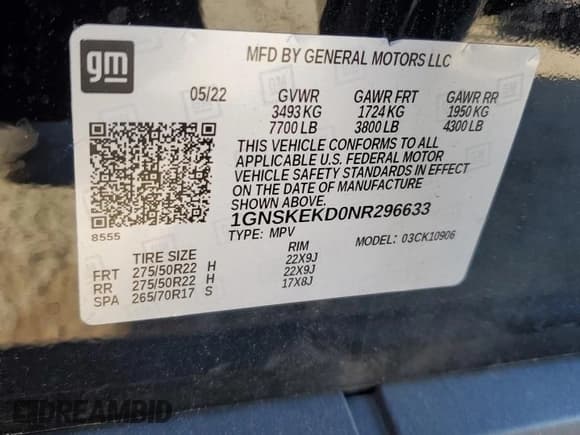 gm
MFD BY GENERAL MOTORS LLC
05/22 GVWR GAWR FRT GAWR RR
3493 KG 1724 KG 1950 KG
7700 LB 3800 LB 4300 LB
THIS VEHICLE CONFORMS TO ALL
APPLICABLE U.S. FEDERAL MOTOR
VEHICLE SAFETY STANDARDS IN EFFECT
ON THE DATE OF MANUFACTURE
SHOWN ABOVE.
1GNSKEKD0NR296633
8555
TYPE: MPV MODEL: 03CK10906
TIRE SIZE RIM
FRT 275/50R22 H 22X9J
RR 275/50R22 H 22X9J
SPA 265/70R17 S 17X8J
DREAMBID